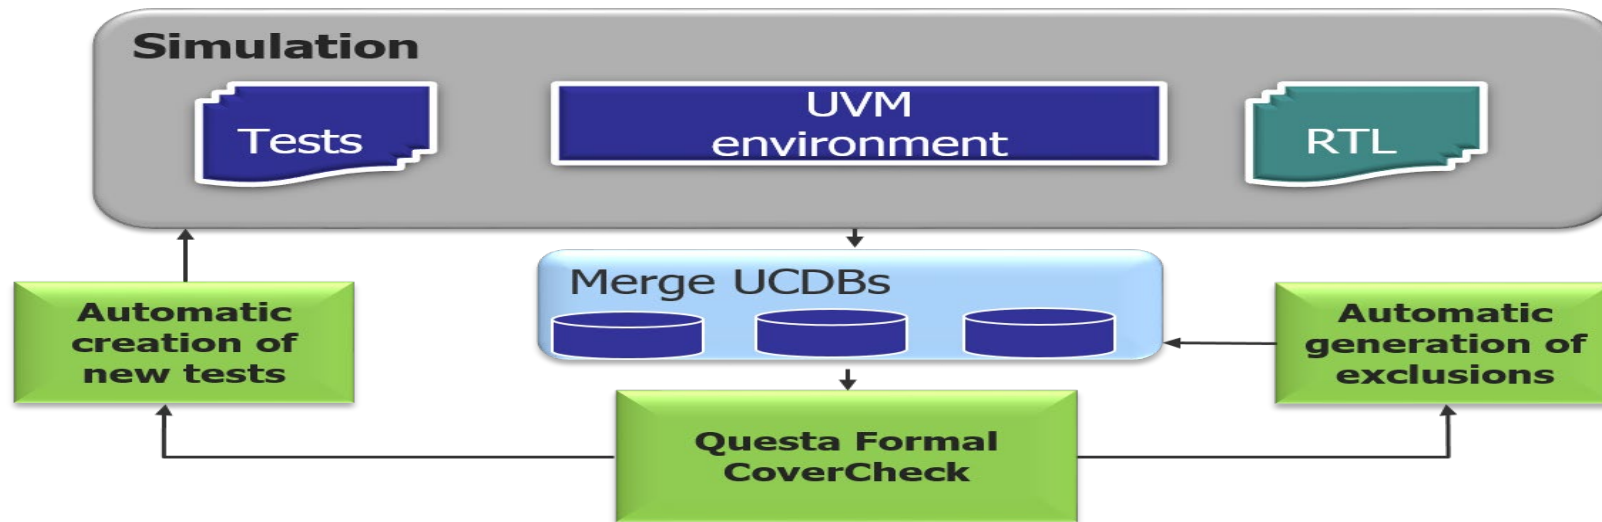 Simulation
Tests
UVM
environment
RTL
Merge UCDBs
Automatic
creation of
new tests
Automatic
generation of
exclusions
Questa Formal
CoverCheck